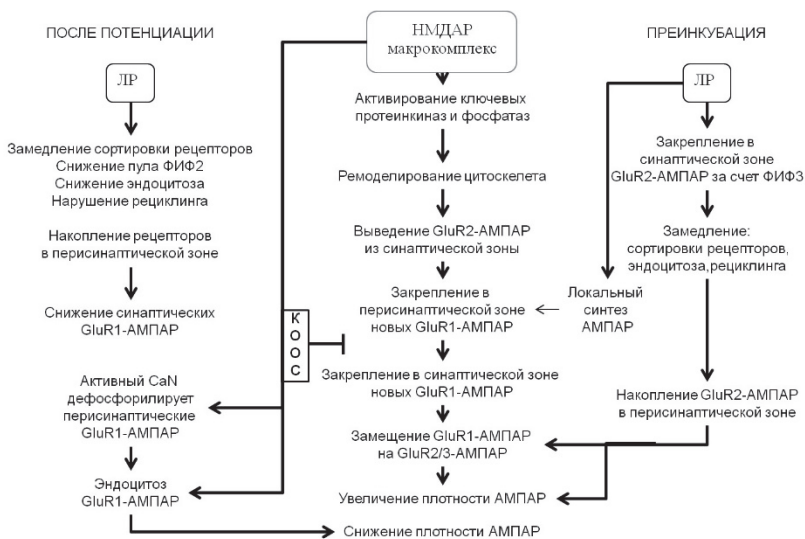 ПОСЛЕ ПОТЕНЦИАЦИИ
ЛР
Замедление сортировки рецепторов
Снижение пула ФИФ2
Снижение эндоцитоза
Нарушение рециклинга
Накопление рецепторов
в перисинаптической зоне
Снижение синаптических
GluR1-АМПАР
Активный CaN
дефосфорилирует
перисинаптические
GluR1-АМПАР
Эндоцитоз
GluR1-АМПАР
НМДАР
макрокомплекс
Активирование ключевых
протеинкиназ и фосфатаз
Ремоделирование цитоскелета
Выведение GluR2-АМПАР
из синаптической зоны
Закрепление в
перисинаптической зоне
новых GluR1-АМПАР
К
О
О
С
Закрепление в синаптической зоне
новых GluR1-АМПАР
Замещение GluR1-АМПАР
на GluR2/3-АМПАР
Увеличение плотности АМПАР
Снижение плотности АМПАР
ПРЕИНКУБАЦИЯ
ЛР
Закрепление в
синаптической зоне
GluR2-АМПАР за счет ФИФ3
Замедление:
сортировки рецепторов,
эндоцитоза,рециклинга
Локальный
синтез
АМПАР
Накопление GluR2-АМПАР
в перисинаптической зоне